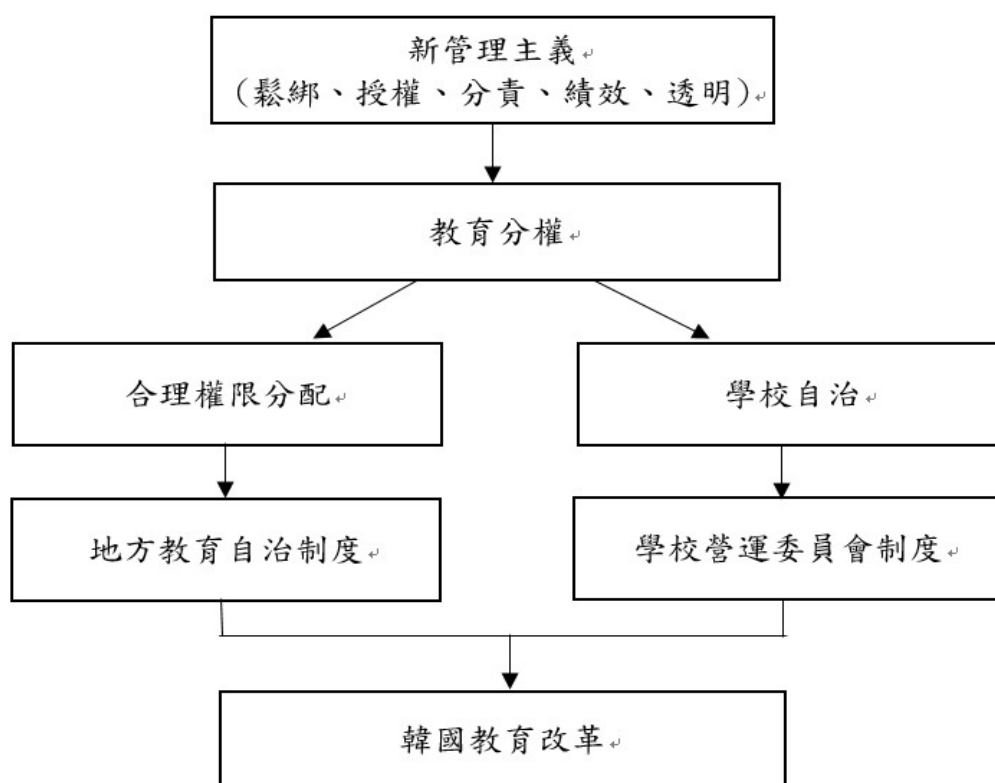 新管理主義
（鬆綁、授權、分責、績效、透明）
教育分權
合理權限分配
學校自治
地方教育自治制度
學校營運委員會制度
韓國教育改革